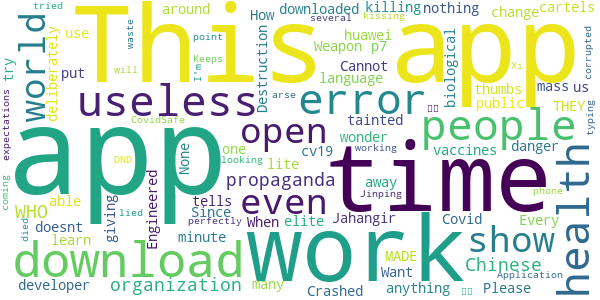 tried
World
around
use
deliberately
This app
downloaded
killing
nothing
several
kissing
huawei
Weapon p7
Cannot
language
change
cartels
point
waste
will
I'm
How
Destruction
biological
thumbs
public
mass
us
Xi
corrupted
try
put
useless
error
THEY
expectations
CovidSafe
Keeps
arse
tainted
open
people
typing
None
DND
one
looking
cv19
wonder
vaccines
danger
health
app
time
WHO
giving
able
Since
lite
propaganda
away
working
even
tells
When
elite
Jahangir
Jinping
coming
doesnt
learn
Engineered
lied
perfectly
Covid
Every
phone
work
show
Chinese
died
minute
MADE
Want
anything
Please
download
developer
organization
many
Crashed
Application